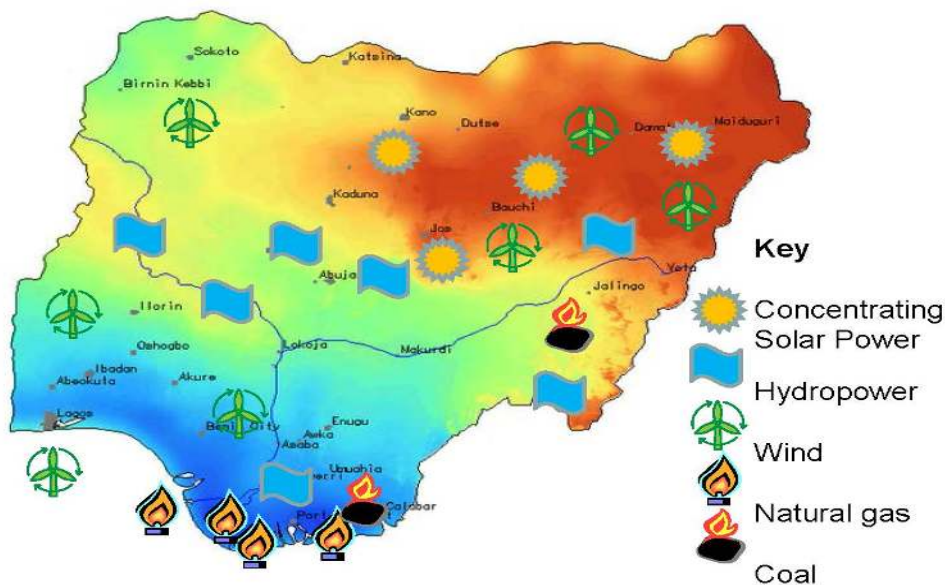 Sokoto
Katsina
Birnin Kebbi
Kano
Dutse
Maiduguri
Kaduna
Bauchi
Jos
Key
Abuja
Yola
Jalingo
Ilorin
Concentrating
Solar Power
Oshogbo
Lokoja
Makurdi
Ibadan
Abeokuta
Akure
Hydropower
Lagos
Enugu
Awka
Asaba
Wind
Umuahia
Calabar
Natural gas
Coal